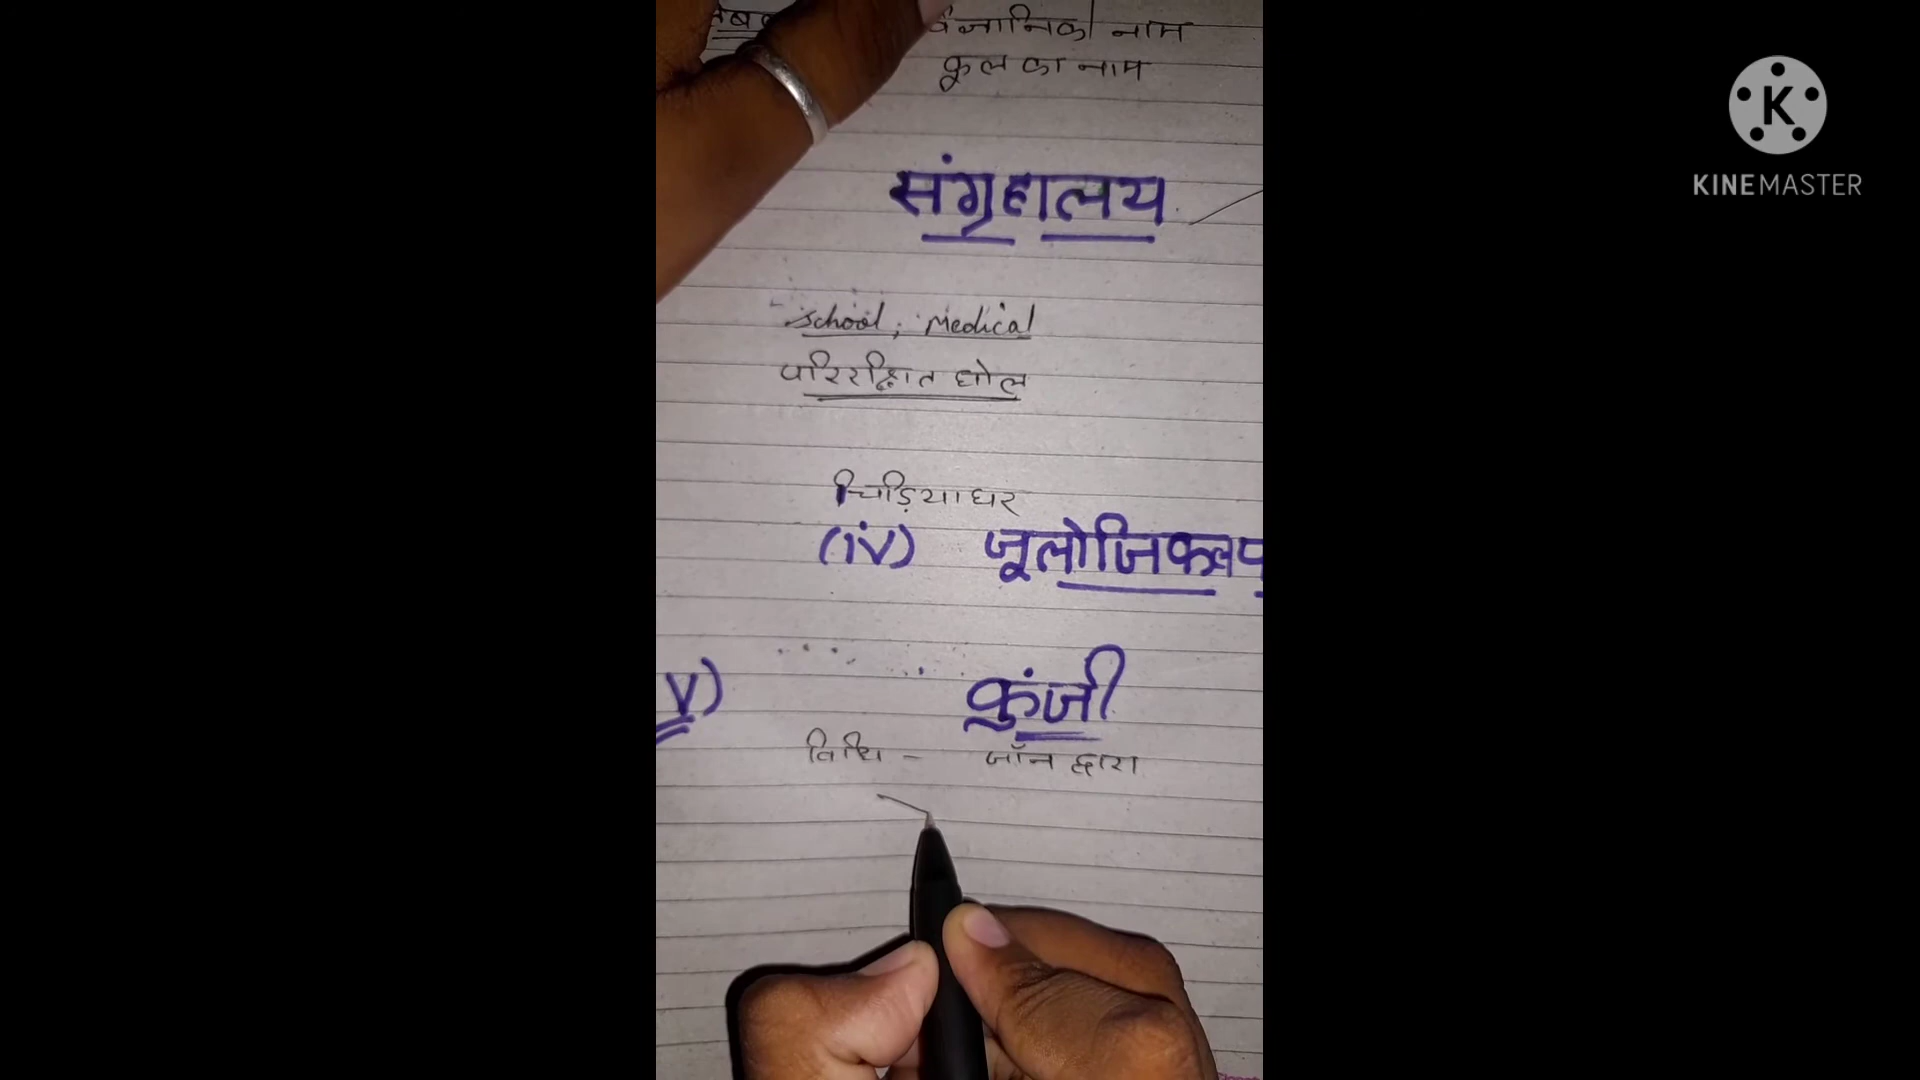 वैज्ञानिक नाम
कूल का नाम
संग्रहालय
School, Medical
परिरक्षित घोल
चिड़ियाघर
(iv) जूलोजिकल
V) कुंजी
विधि - जॉन द्वारा
K
KINEMASTER